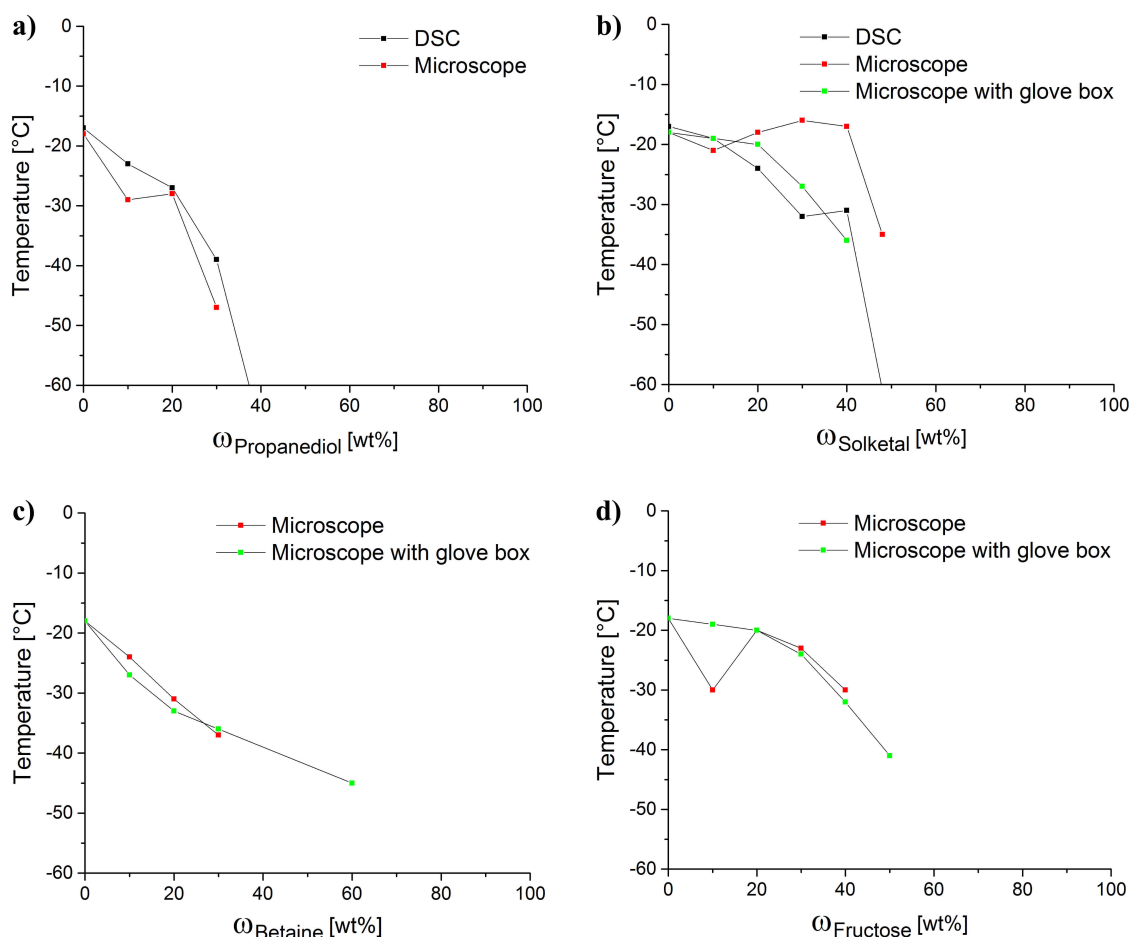 a)
DSC
Microscope
0
-10
-20
-30
-40
-50
-60
Temperature [°C]
0 20 40 60 80 100
ωPropanediol [wt%]
b)
DSC
Microscope
Microscope with glove box
0
-10
-20
-30
-40
-50
-60
Temperature [°C]
0 20 40 60 80 100
ωSolketal [wt%]
c)
Microscope
Microscope with glove box
0
-10
-20
-30
-40
-50
-60
Temperature [°C]
0 20 40 60 80 100
ωBetaine [wt%]
d)
Microscope
Microscope with glove box
0
-10
-20
-30
-40
-50
-60
Temperature [°C]
0 20 40 60 80 100
ωFructose [wt%]